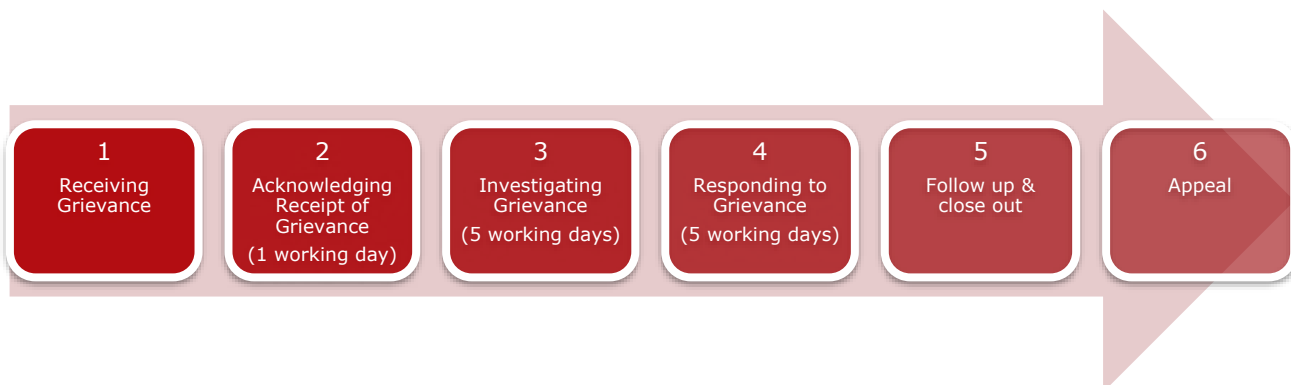 1
Receiving
Grievance
2
Acknowledging
Receipt of
Grievance
(1 working day)
3
Investigating
Grievance
(5 working days)
4
Responding to
Grievance
(5 working days)
5
Follow up &
close out
6
Appeal